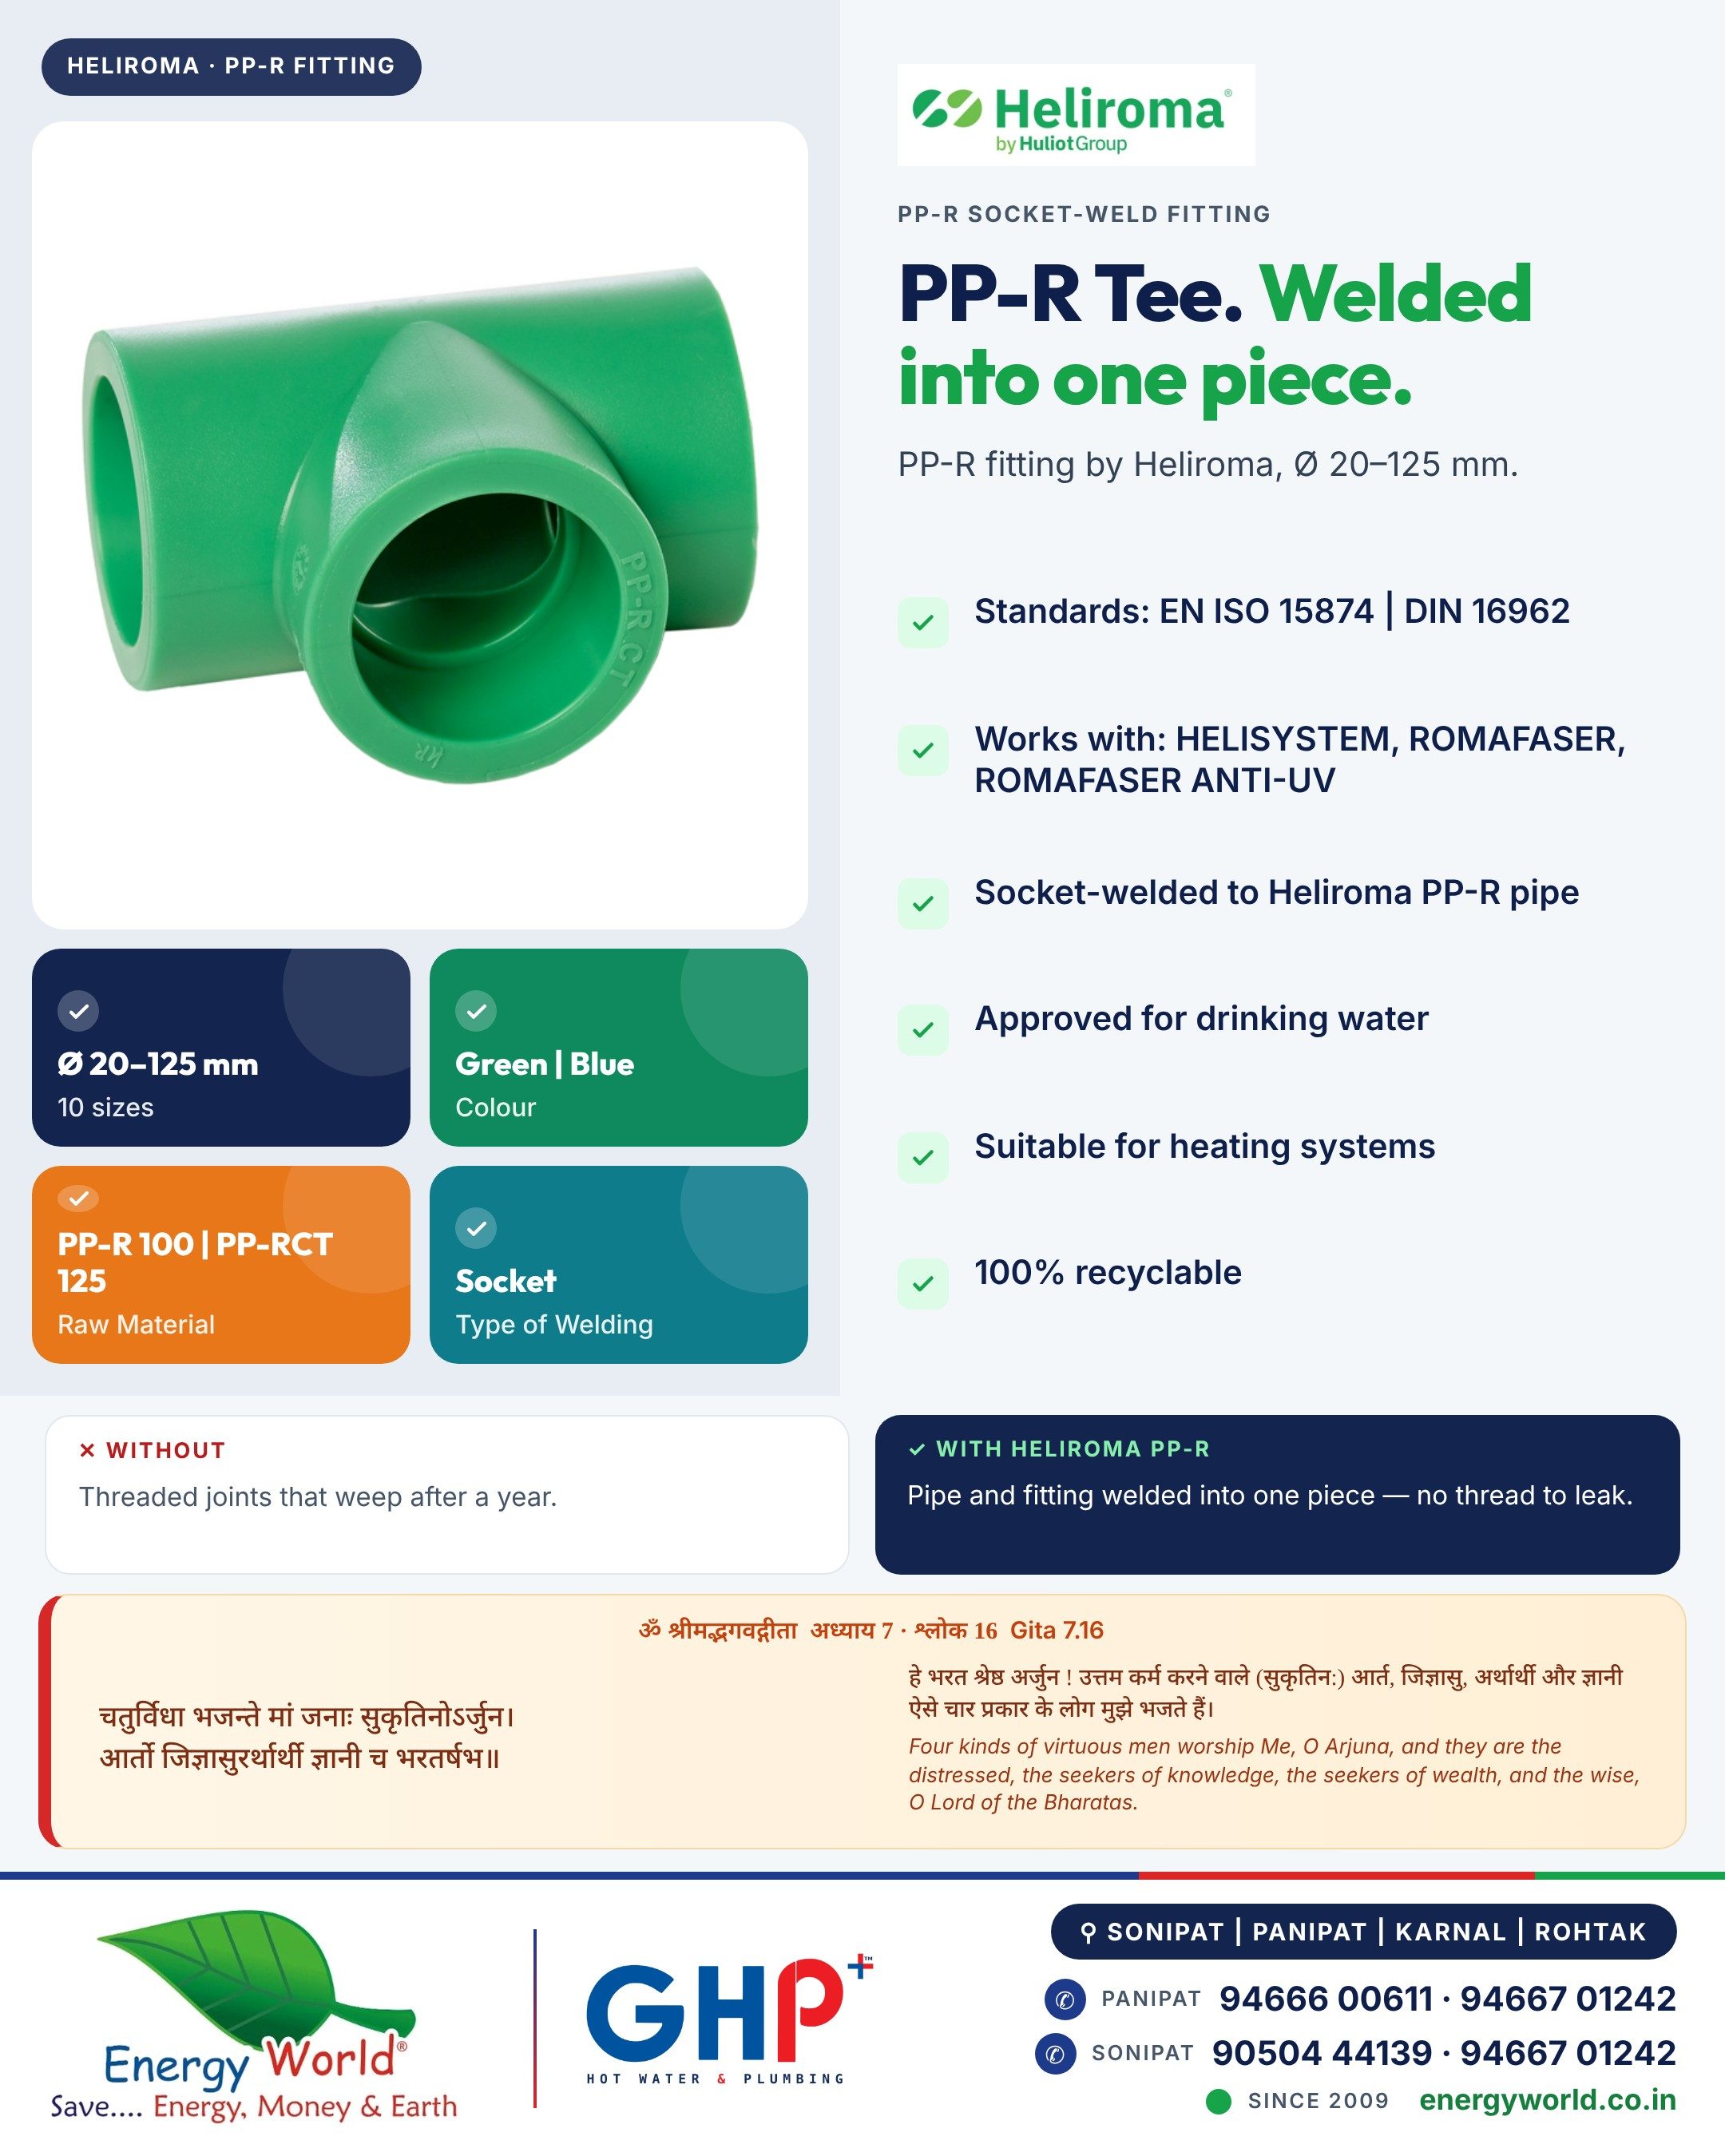 HELIROMA · PP-R FITTING
PP-R CT
Heliroma®
by HuliotGroup
PP-R SOCKET-WELD FITTING
PP-R Tee. Welded
into one piece.
PP-R fitting by Heliroma, Ø 20–125 mm.
Standards: EN ISO 15874 | DIN 16962
Works with: HELISYSTEM, ROMAFASER,
ROMAFASER ANTI-UV
Socket-welded to Heliroma PP-R pipe
Approved for drinking water
Suitable for heating systems
100% recyclable
Ø 20–125 mm
10 sizes
Green | Blue
Colour
PP-R 100 | PP-RCT
125
Raw Material
Socket
Type of Welding
✕ WITHOUT
Threaded joints that weep after a year.
✓ WITH HELIROMA PP-R
Pipe and fitting welded into one piece — no thread to leak.
ॐ श्रीमद्भगवद्गीता अध्याय 7 · श्लोक 16 Gita 7.16
चतुर्विधा भजन्ते मां जनाः सुकृतिनोऽर्जुन।
आर्तो जिज्ञासुरर्थार्थी ज्ञानी च भरतर्षभ॥
हे भरत श्रेष्ठ अर्जुन ! उत्तम कर्म करने वाले (सुकृतिन:) आर्त, जिज्ञासु, अर्थार्थी और ज्ञानी
ऐसे चार प्रकार के लोग मुझे भजते हैं।
Four kinds of virtuous men worship Me, O Arjuna, and they are the
distressed, the seekers of knowledge, the seekers of wealth, and the wise,
O Lord of the Bharatas.
Energy World®
Save.... Energy, Money & Earth
GHP+™
HOT WATER & PLUMBING
SONIPAT | PANIPAT | KARNAL | ROHTAK
PANIPAT 94666 00611 · 94667 01242
SONIPAT 90504 44139 · 94667 01242
SINCE 2009 energyworld.co.in